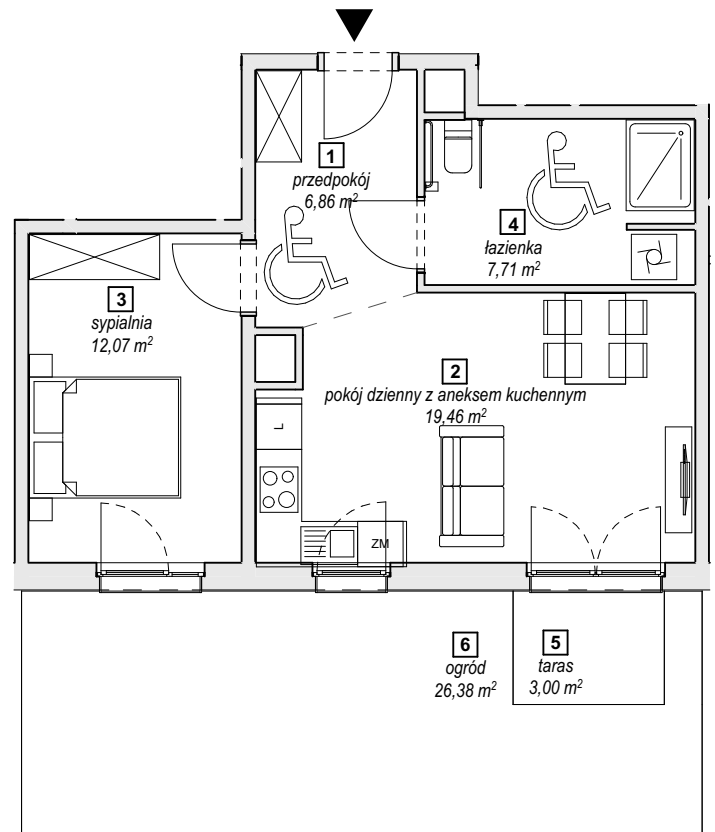 1
przedpokój
6,86 m²
4
łazienka
7,71 m²
3
sypialnia
12,07 m²
2
pokój dzienny z aneksem kuchennym
19,46 m²
L
ZM
6
ogród
26,38 m²
5
taras
3,00 m²